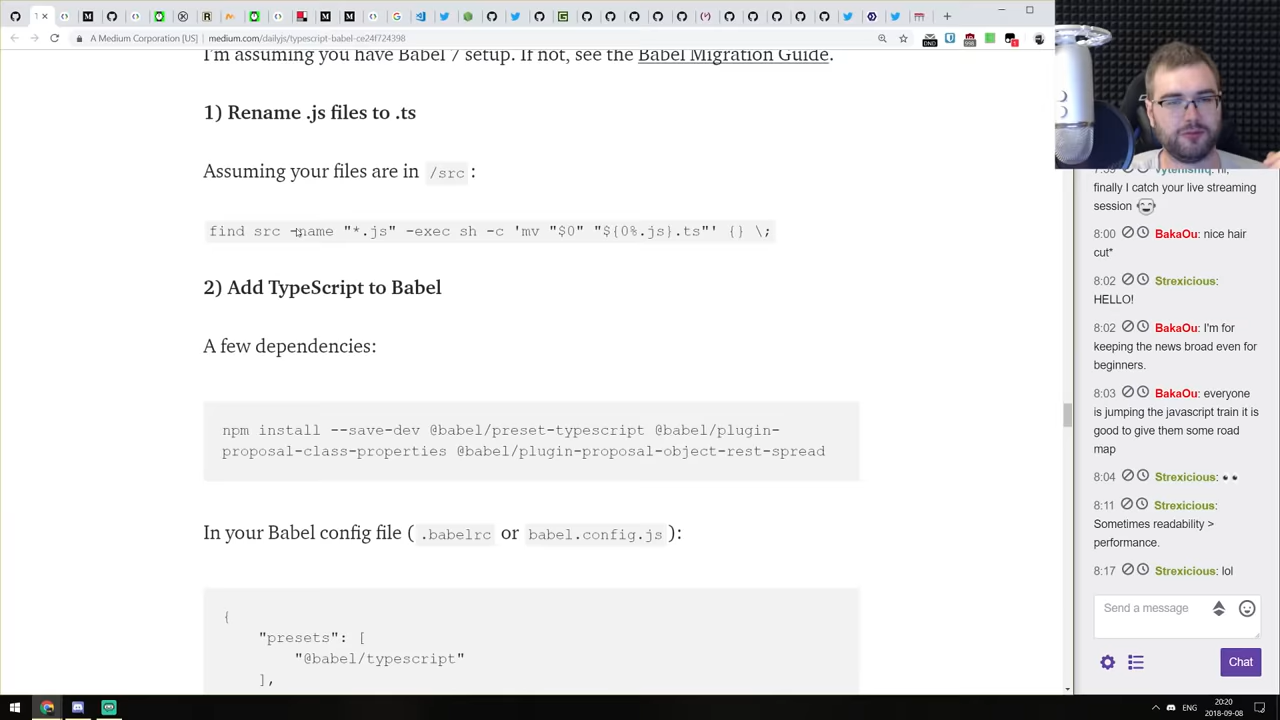 A Medium Corporation [US]
medium.com/dailyjs/typescript-babel-ce24f724398
I'm assuming you have Babel 7 setup. If not, see the Babel Migration Guide.
1) Rename .js files to .ts
Assuming your files are in /src :
find src -name "*.js" -exec sh -c 'mv "$0" "${0%.js}.ts"' {} \;
2) Add TypeScript to Babel
A few dependencies:
npm install --save-dev @babel/preset-typescript @babel/plugin-
proposal-class-properties @babel/plugin-proposal-object-rest-spread
In your Babel config file ( .babelrc or babel.config.js ):
{
"presets": [
"@babel/typescript"
],
7:59 vytenisnq: hi,
finally I catch your live streaming
session
8:00 BakaOu: nice hair
cut*
8:02 Strexicious:
HELLO!
8:02 BakaOu: I'm for
keeping the news broad even for
beginners.
8:03 BakaOu: everyone
is jumping the javascript train it is
good to give them some road
map
8:04 Strexicious:
8:11 Strexicious:
Sometimes readability >
performance.
8:17 Strexicious: lol
Send a message
Chat
ENG
20:20
2018-09-08